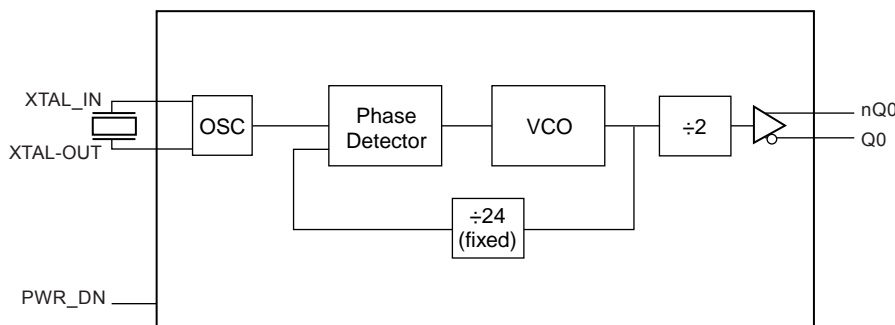 XTAL_IN
XTAL-OUT
OSC
Phase
Detector
VCO
÷2
nQ0
Q0
÷24
(fixed)
PWR_DN